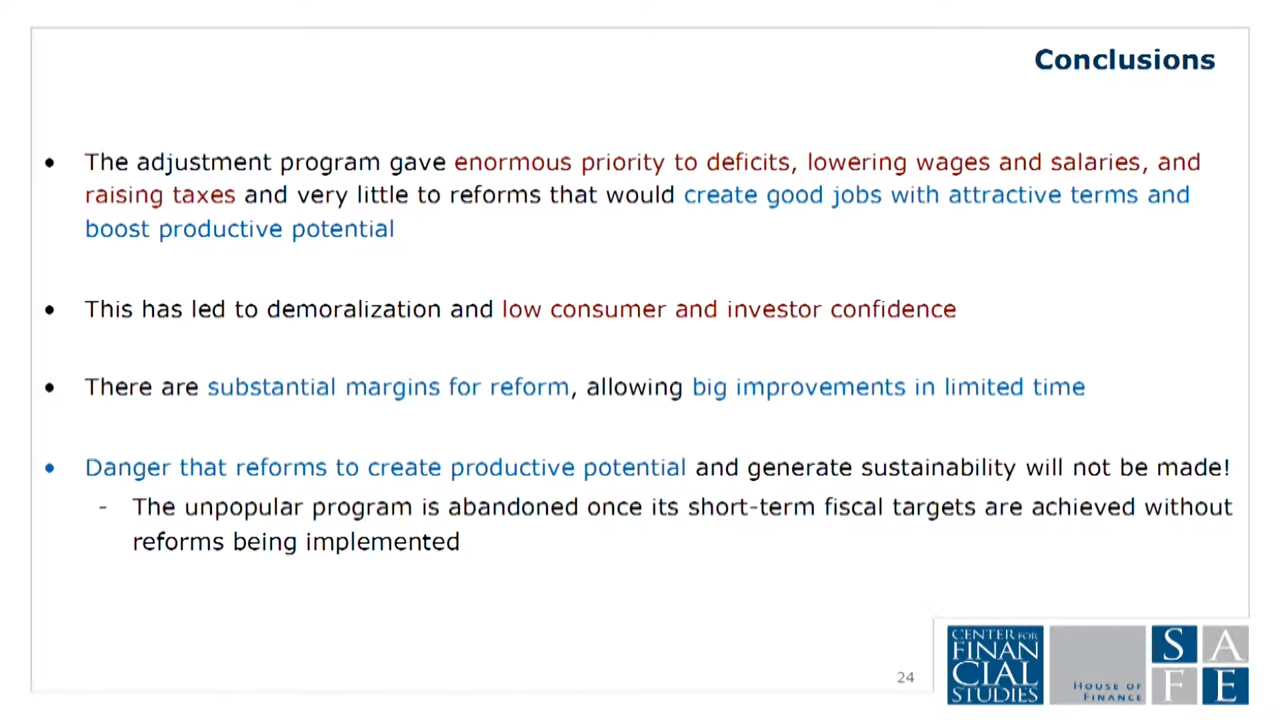 Conclusions
• The adjustment program gave enormous priority to deficits, lowering wages and salaries, and
raising taxes and very little to reforms that would create good jobs with attractive terms and
boost productive potential
• This has led to demoralization and low consumer and investor confidence
• There are substantial margins for reform, allowing big improvements in limited time
• Danger that reforms to create productive potential and generate sustainability will not be made!
- The unpopular program is abandoned once its short-term fiscal targets are achieved without
reforms being implemented
24
CENTER FOR
FINAN
CIAL
STUDIES
HOUSE OF
FINANCE
S A
F E